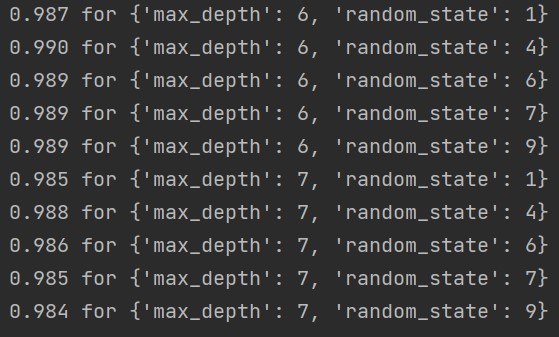 0.987 for {'max_depth': 6, 'random_state': 1}
0.990 for {'max_depth': 6, 'random_state': 4}
0.989 for {'max_depth': 6, 'random_state': 6}
0.989 for {'max_depth': 6, 'random_state': 7}
0.989 for {'max_depth': 6, 'random_state': 9}
0.985 for {'max_depth': 7, 'random_state': 1}
0.988 for {'max_depth': 7, 'random_state': 4}
0.986 for {'max_depth': 7, 'random_state': 6}
0.985 for {'max_depth': 7, 'random_state': 7}
0.984 for {'max_depth': 7, 'random_state': 9}